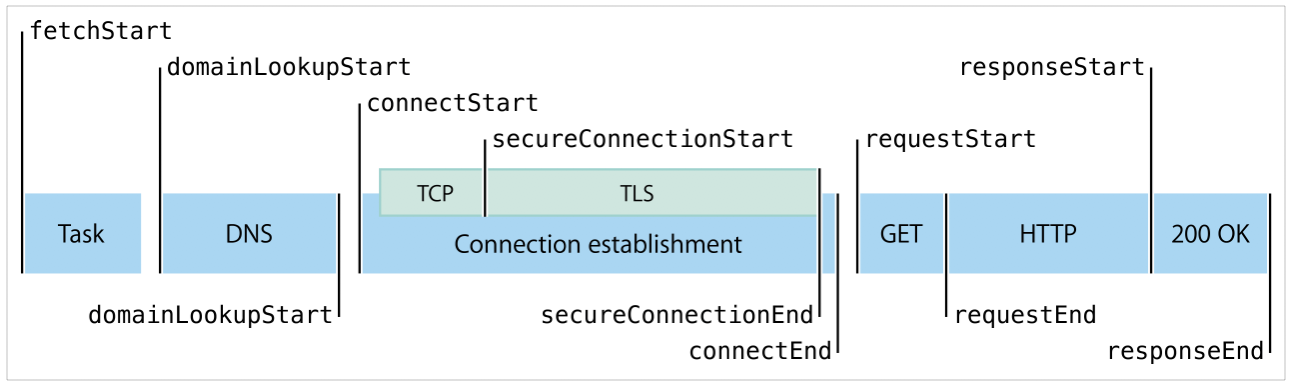 fetchStart
domainLookupStart
responseStart
connectStart
secureConnectionStart
requestStart
TCP
TLS
Task
DNS
Connection establishment
GET
HTTP
200 OK
domainLookupStart
secureConnectionEnd
requestEnd
connectEnd
responseEnd